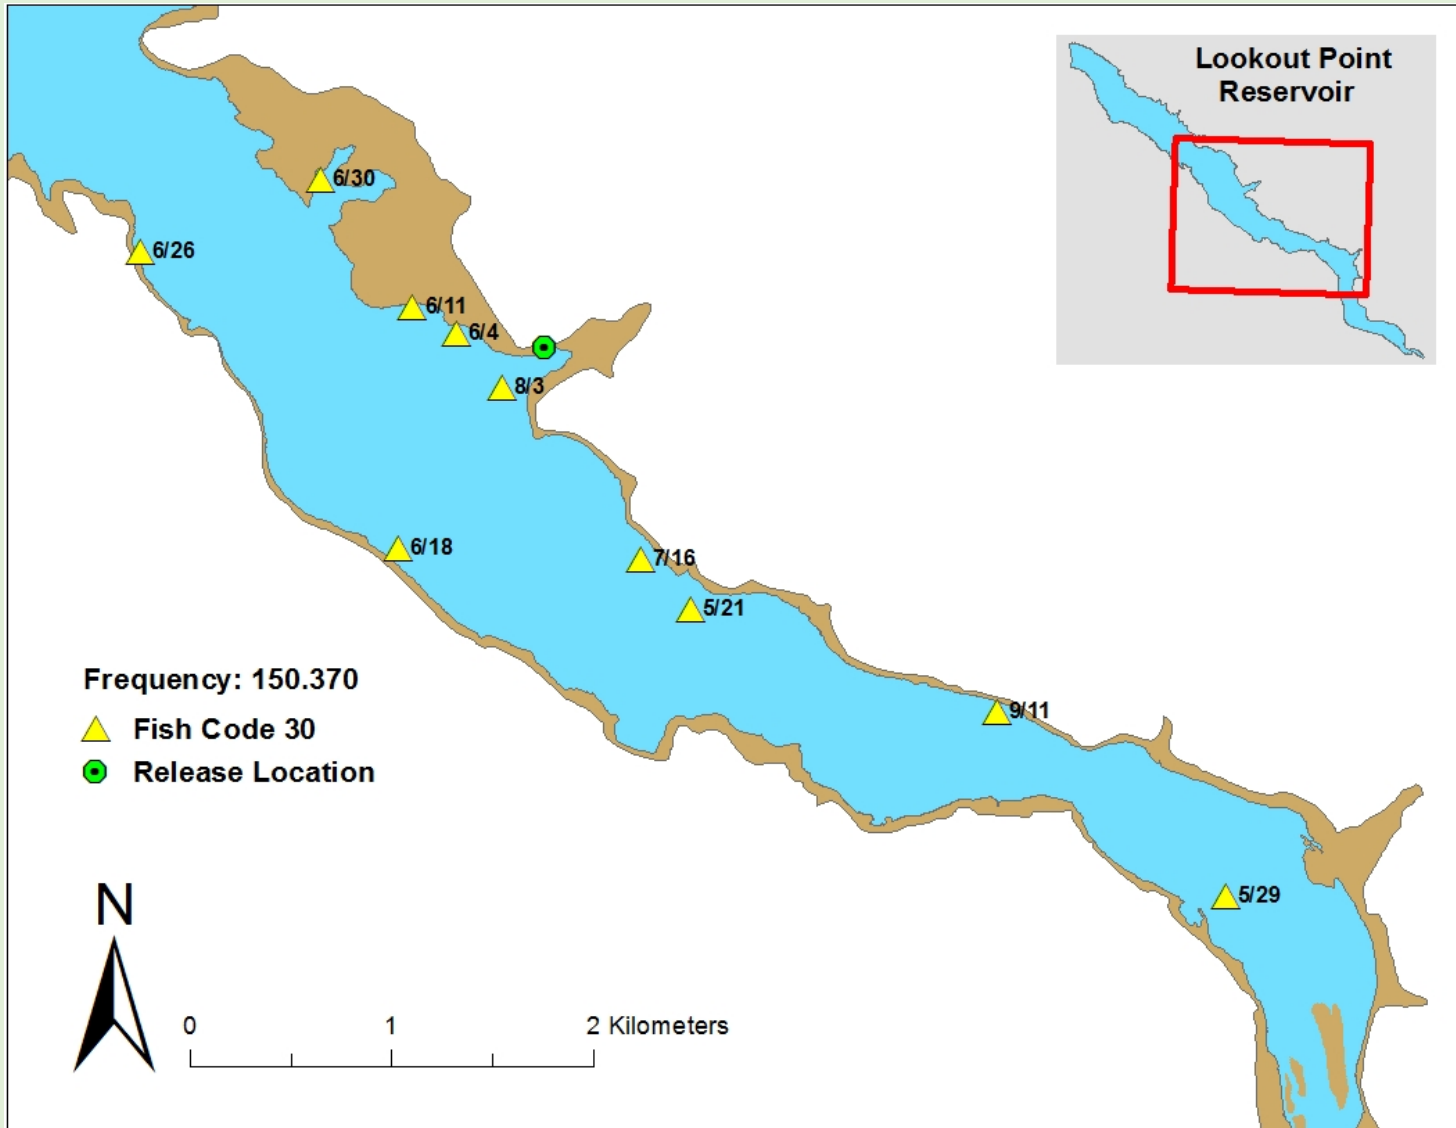 Lookout Point
Reservoir
6/30
6/26
6/11
6/4
8/3
6/18
7/16
5/21
9/11
5/29
Frequency: 150.370
Fish Code 30
Release Location
N
0 1 2 Kilometers